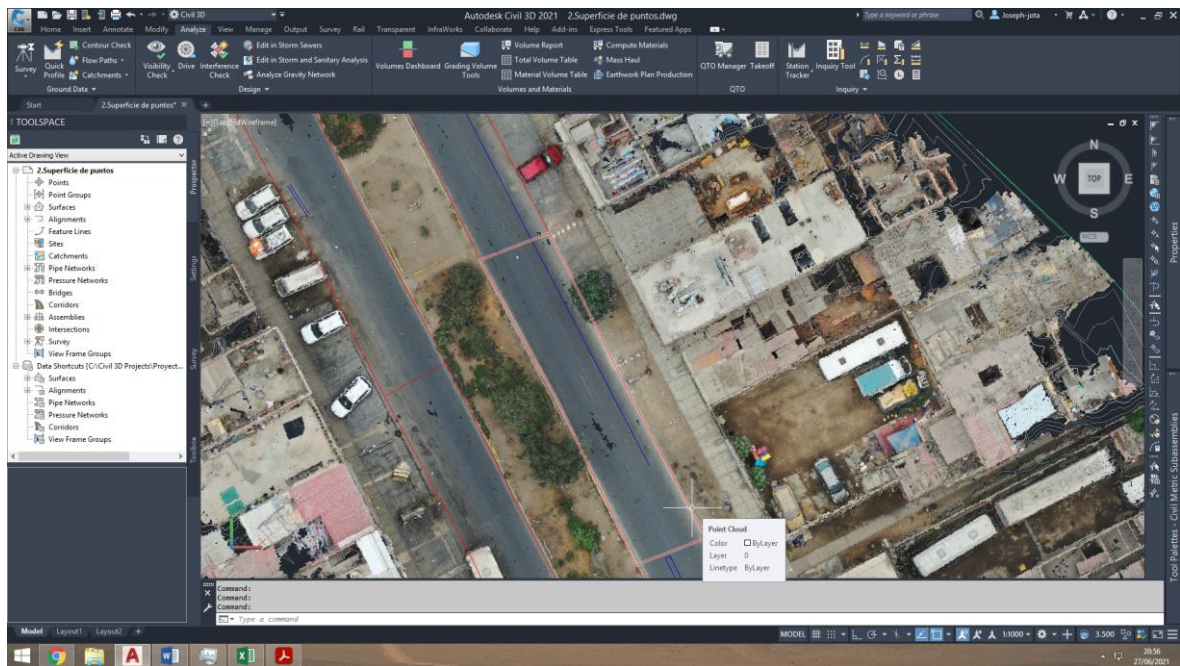 Civil 3D
Autodesk Civil 3D 2021 2.Superficie de puntos.dwg
Type a keyword or phrase
Joseph-jota
Home Insert Annotate Modify Analyze View Manage Output Survey Rail Transparent InfraWorks Collaborate Help Add-ins Express Tools Featured Apps
Contour Check
Flow Paths
Catchments
Survey
Quick Profile
Visibility Check
Drive
Interference Check
Edit in Storm Sewers
Edit in Storm and Sanitary Analysis
Analyze Gravity Network
Volumes Dashboard
Grading Volume Tools
Volume Report
Total Volume Table
Material Volume Table
Compute Materials
Mass Haul
Earthwork Plan Production
QTO Manager
Takeoff
Station Tracker
Inquiry Tool
Ground Data
Design
Volumes and Materials
QTO
Inquiry
Start
2.Superficie de puntos*
TOOLSPACE
Active Drawing View
2.Superficie de puntos
Points
Point Groups
Surfaces
Alignments
Feature Lines
Sites
Catchments
Pipe Networks
Pressure Networks
Bridges
Corridors
Assemblies
Intersections
Survey
View Frame Groups
Data Shortcuts [C:\Civil 3D Projects\Proyect...
Surfaces
Alignments
Pipe Networks
Pressure Networks
Corridors
View Frame Groups
Prospector
Settings
Survey
Toolbox
N
W
TOP
E
S
WCS
Properties
Tool Palettes - Civil Metric Subassemblies
Point Cloud
Color ByLayer
Layer 0
Linetype ByLayer
Command:
Command:
Command:
Type a command
Model Layout1 Layout2 +
MODEL
1:1000
3.500
20:56
27/06/2021